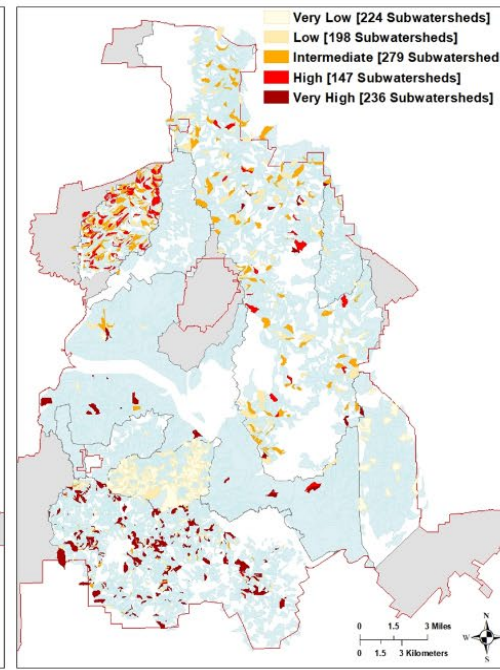 Very Low [224 Subwatersheds]
Low [198 Subwatersheds]
Intermediate [279 Subwatershed
High [147 Subwatersheds]
Very High [236 Subwatersheds]
0 1.5 3 Miles
0 1.5 3 Kilometers
N
W E
S